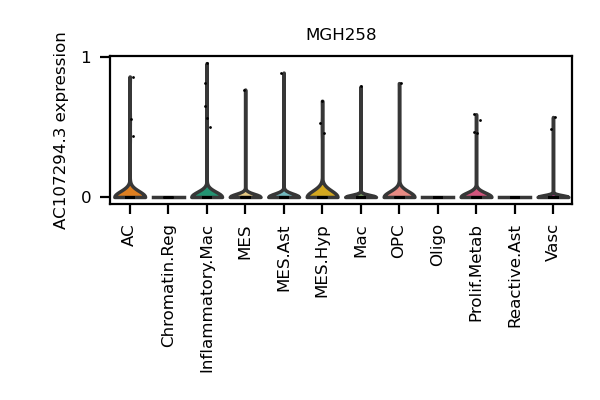 MGH258
AC107294.3 expression
1
0
AC
Chromatin.Reg
Inflammatory.Mac
MES
MES.Ast
MES.Hyp
Mac
OPC
Oligo
Prolif.Metab
Reactive.Ast
Vasc